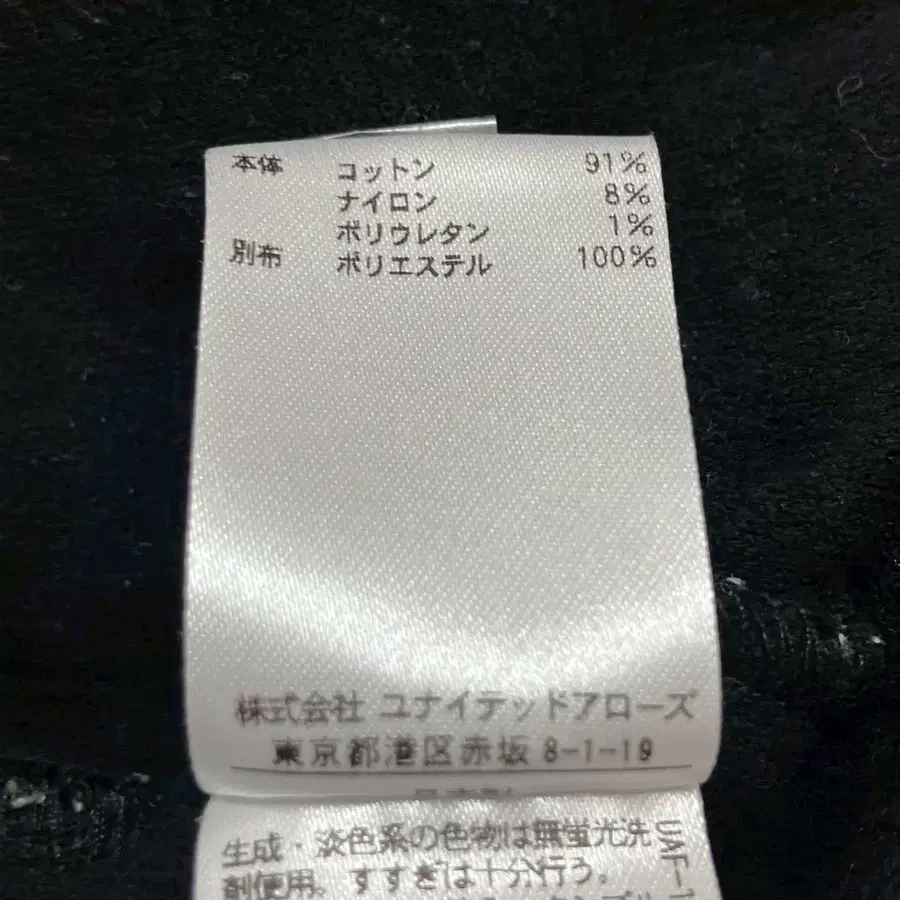 本体 コットン 91%
ナイロン 8%
ポリウレタン 1%
別布 ポリエステル 100%
株式会社 ユナイテッドアローズ
東京都港区赤坂 8-1-19
生成・淡色系の色物は無蛍光洗
剤使用。すすぎは十分行う。
UAF-1